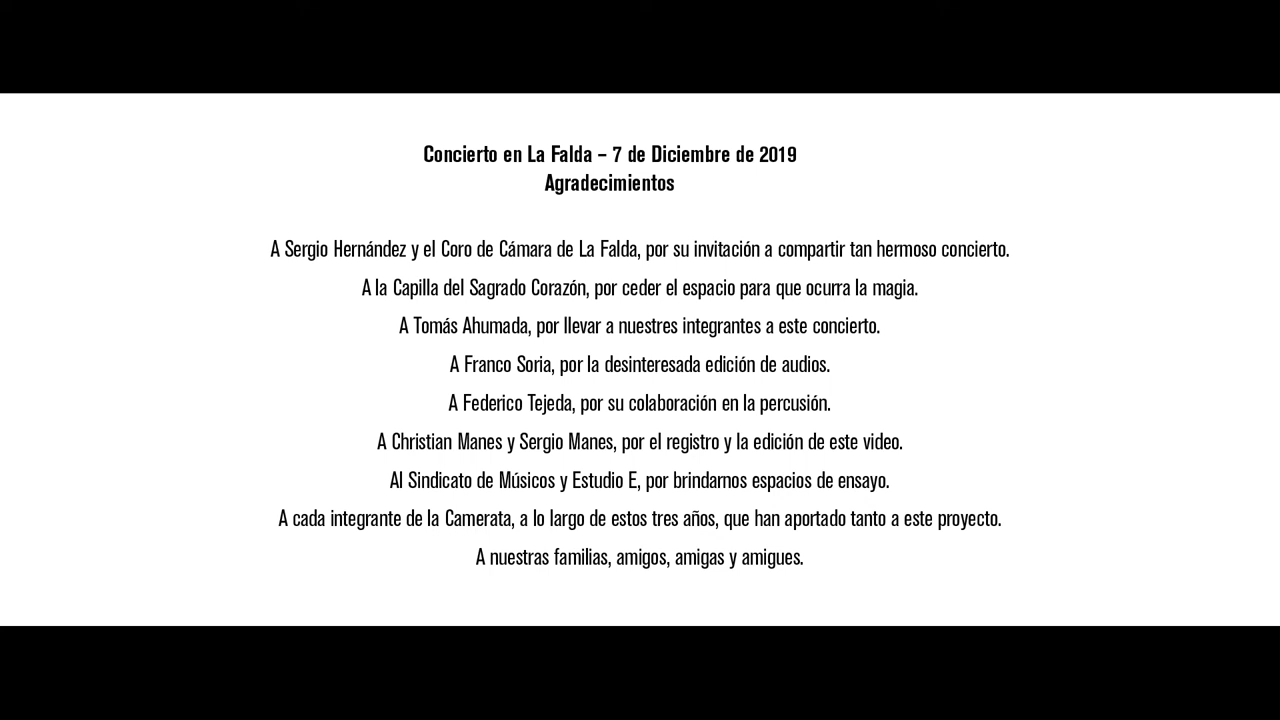 Concierto en La Falda – 7 de Diciembre de 2019
Agradecimientos
A Sergio Hernández y el Coro de Cámara de La Falda, por su invitación a compartir tan hermoso concierto.
A la Capilla del Sagrado Corazón, por ceder el espacio para que ocurra la magia.
A Tomás Ahumada, por llevar a nuestres integrantes a este concierto.
A Franco Soria, por la desinteresada edición de audios.
A Federico Tejeda, por su colaboración en la percusión.
A Christian Manes y Sergio Manes, por el registro y la edición de este video.
Al Sindicato de Músicos y Estudio E, por brindarnos espacios de ensayo.
A cada integrante de la Camerata, a lo largo de estos tres años, que han aportado tanto a este proyecto.
A nuestras familias, amigos, amigas y amigues.